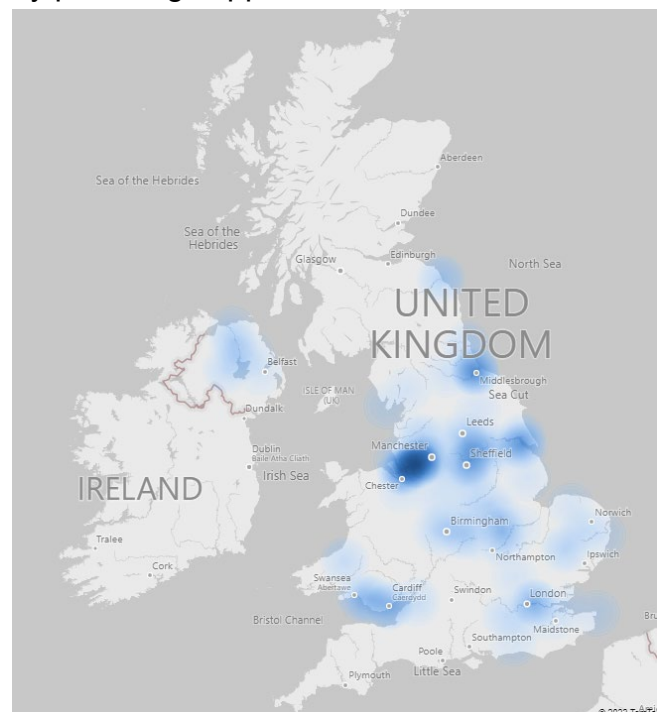 Aberdeen
Sea of the Hebrides
Dundee
Sea of the
Hebrides
Edinburgh
Glasgow
North Sea
UNITED
KINGDOM
Belfast
Middlesbrough
ISLE OF MAN
(UK)
Sea Cut
Dundalk
Leeds
Manchester
Dublin
Baile Átha Cliath
Sheffield
Irish Sea
Chester
IRELAND
Norwich
Birmingham
Tralee
Northampton
Ipswich
Cork
Swansea
Abertawe
Cardiff
Caerdydd
Swindon
London
Bristol Channel
Maidstone
Southampton
Poole
Little Sea
Plymouth